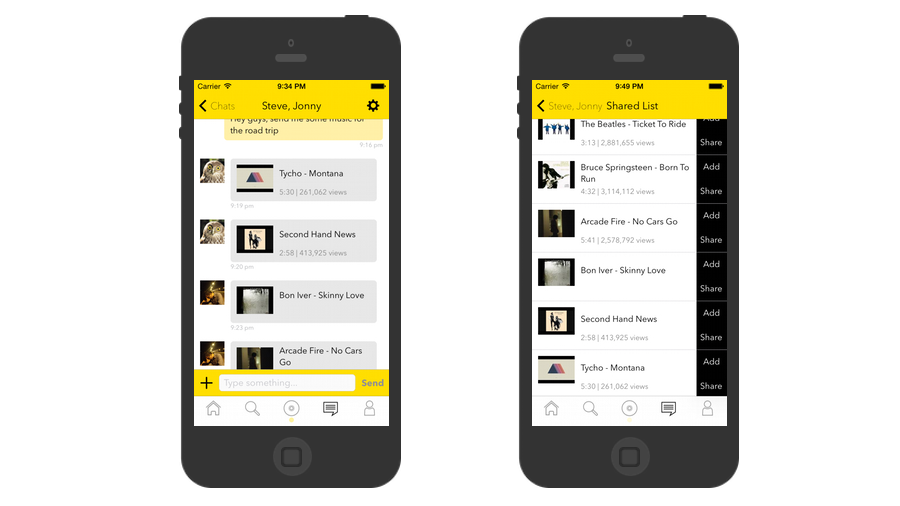 Carrier 9:34 PM
Chats Steve, Jonny
Hey guys, send me some music for
the road trip
9:16 pm
Tycho - Montana
5:30 | 261,062 views
9:19 pm
Second Hand News
2:58 | 413,925 views
9:20 pm
Bon Iver - Skinny Love
9:23 pm
Arcade Fire - No Cars
Go
Type something... Send
Carrier 9:49 PM
Steve, Jonny Shared List
The Beatles - Ticket To Ride
Add
3:13 | 2,881,655 views
Share
Bruce Springsteen - Born To
Run
Add
4:32 | 3,114,112 views
Share
Arcade Fire - No Cars Go
Add
5:41 | 2,578,792 views
Share
Bon Iver - Skinny Love
Add
Share
Second Hand News
Add
2:58 | 413,925 views
Share
Tycho - Montana
Add
5:30 | 261,062 views
Share